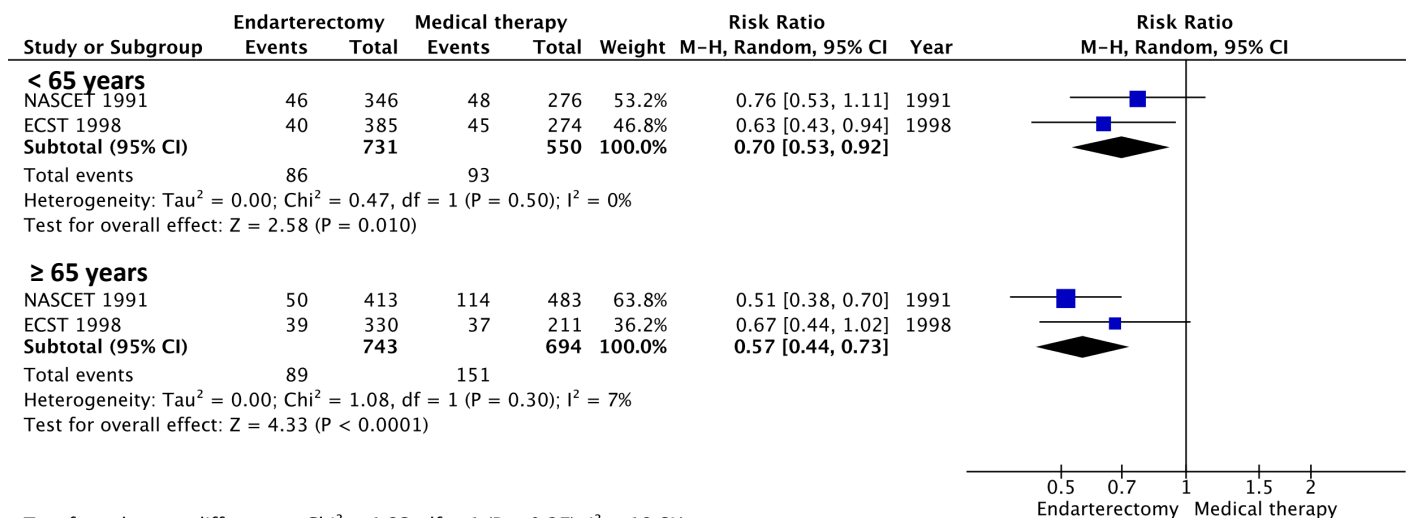 Endarterectomy Medical therapy Risk Ratio Risk Ratio
Study or Subgroup Events Total Events Total Weight M-H, Random, 95% CI Year M-H, Random, 95% CI
< 65 years
NASCET 1991 46 346 48 276 53.2% 0.76 [0.53, 1.11] 1991
ECST 1998 40 385 45 274 46.8% 0.63 [0.43, 0.94] 1998
Subtotal (95% CI) 731 550 100.0% 0.70 [0.53, 0.92]
Total events 86 93
Heterogeneity: Tau² = 0.00; Chi² = 0.47, df = 1 (P = 0.50); I² = 0%
Test for overall effect: Z = 2.58 (P = 0.010)
≥ 65 years
NASCET 1991 50 413 114 483 63.8% 0.51 [0.38, 0.70] 1991
ECST 1998 39 330 37 211 36.2% 0.67 [0.44, 1.02] 1998
Subtotal (95% CI) 743 694 100.0% 0.57 [0.44, 0.73]
Total events 89 151
Heterogeneity: Tau² = 0.00; Chi² = 1.08, df = 1 (P = 0.30); I² = 7%
Test for overall effect: Z = 4.33 (P < 0.0001)
0.5 0.7 1 1.5 2
Endarterectomy Medical therapy